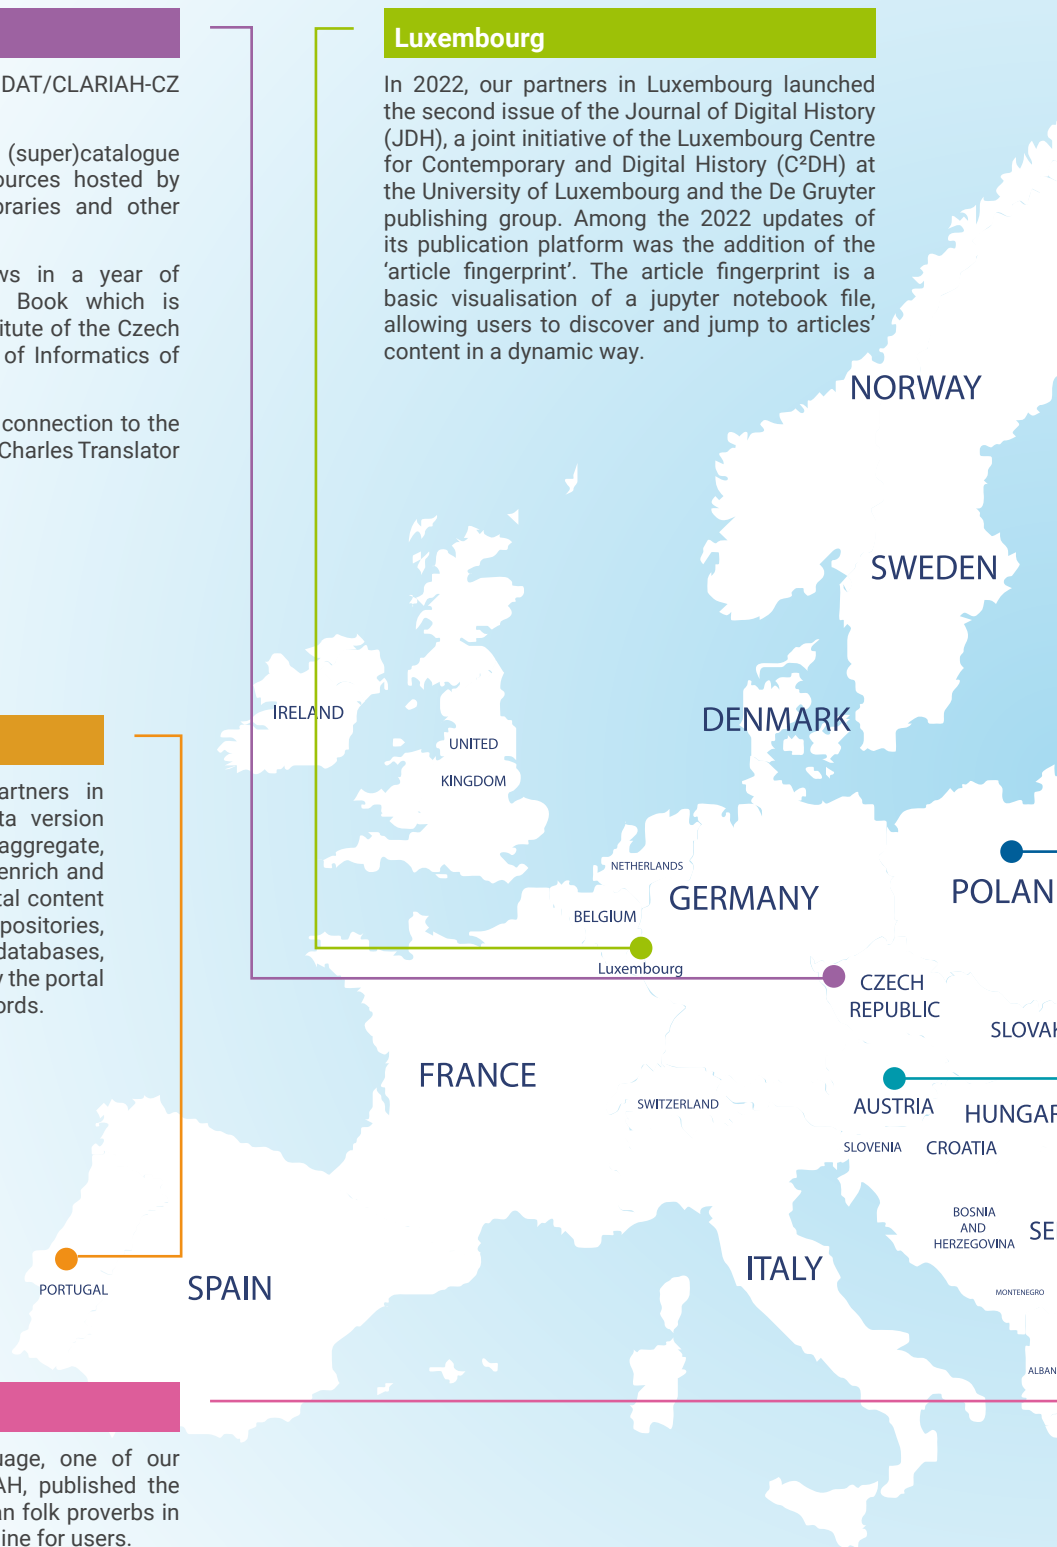 DAT/CLARIAH-CZ
(super)catalogue
ources hosted by
braries and other
ws in a year of
Book which is
titute of the Czech
of Informatics of
connection to the
Charles Translator
Luxembourg
In 2022, our partners in Luxembourg launched
the second issue of the Journal of Digital History
(JDH), a joint initiative of the Luxembourg Centre
for Contemporary and Digital History (C²DH) at
the University of Luxembourg and the De Gruyter
publishing group. Among the 2022 updates of
its publication platform was the addition of the
‘article fingerprint’. The article fingerprint is a
basic visualisation of a jupyter notebook file,
allowing users to discover and jump to articles’
content in a dynamic way.
artners in
ta version
aggregate,
enrich and
tal content
positories,
databases,
y the portal
ords.
uage, one of our
AH, published the
an folk proverbs in
line for users.
NORWAY
SWEDEN
IRELAND
DENMARK
UNITED
KINGDOM
NETHERLANDS
GERMANY
POLAN
BELGIUM
Luxembourg
CZECH
REPUBLIC
SLOVAK
FRANCE
SWITZERLAND
AUSTRIA
HUNGAR
SLOVENIA
CROATIA
BOSNIA
AND
HERZEGOVINA
SE
ITALY
PORTUGAL
SPAIN
MONTENEGRO
ALBAN